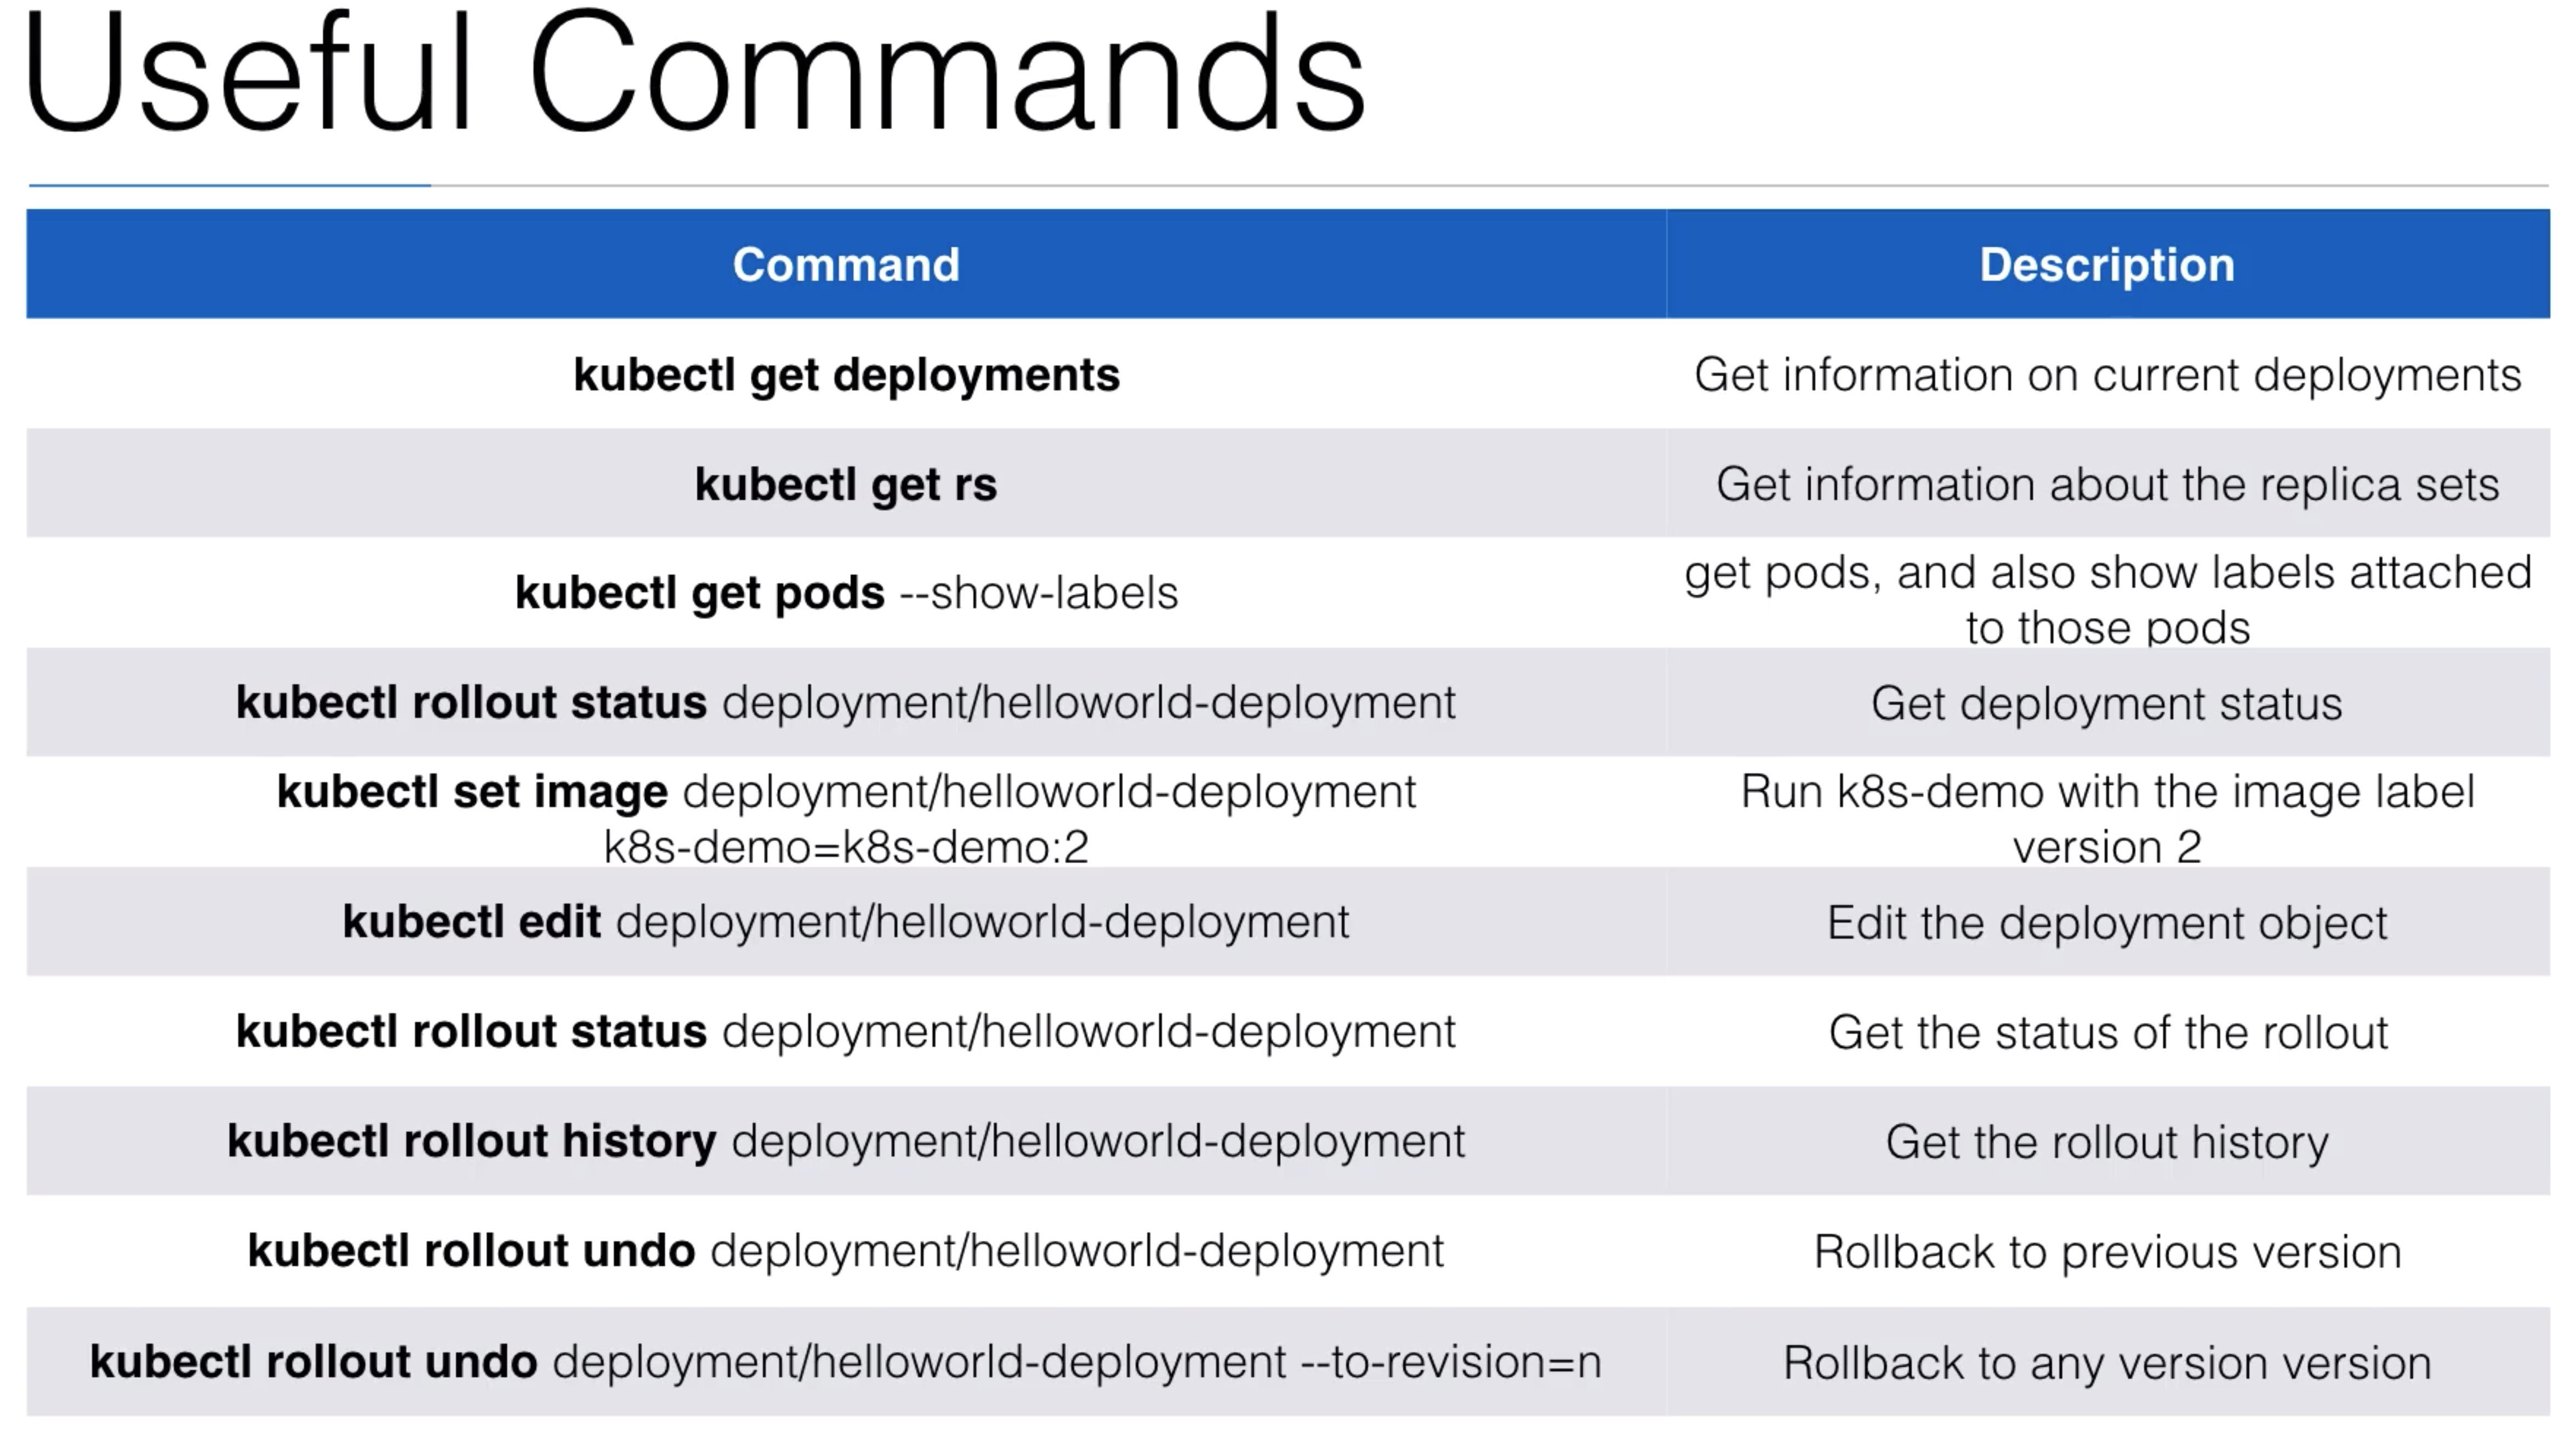 Useful Commands
Command Description
kubectl get deployments Get information on current deployments
kubectl get rs Get information about the replica sets
kubectl get pods --show-labels get pods, and also show labels attached
to those pods
kubectl rollout status deployment/helloworld-deployment Get deployment status
kubectl set image deployment/helloworld-deployment Run k8s-demo with the image label
k8s-demo=k8s-demo:2 version 2
kubectl edit deployment/helloworld-deployment Edit the deployment object
kubectl rollout status deployment/helloworld-deployment Get the status of the rollout
kubectl rollout history deployment/helloworld-deployment Get the rollout history
kubectl rollout undo deployment/helloworld-deployment Rollback to previous version
kubectl rollout undo deployment/helloworld-deployment --to-revision=n Rollback to any version version